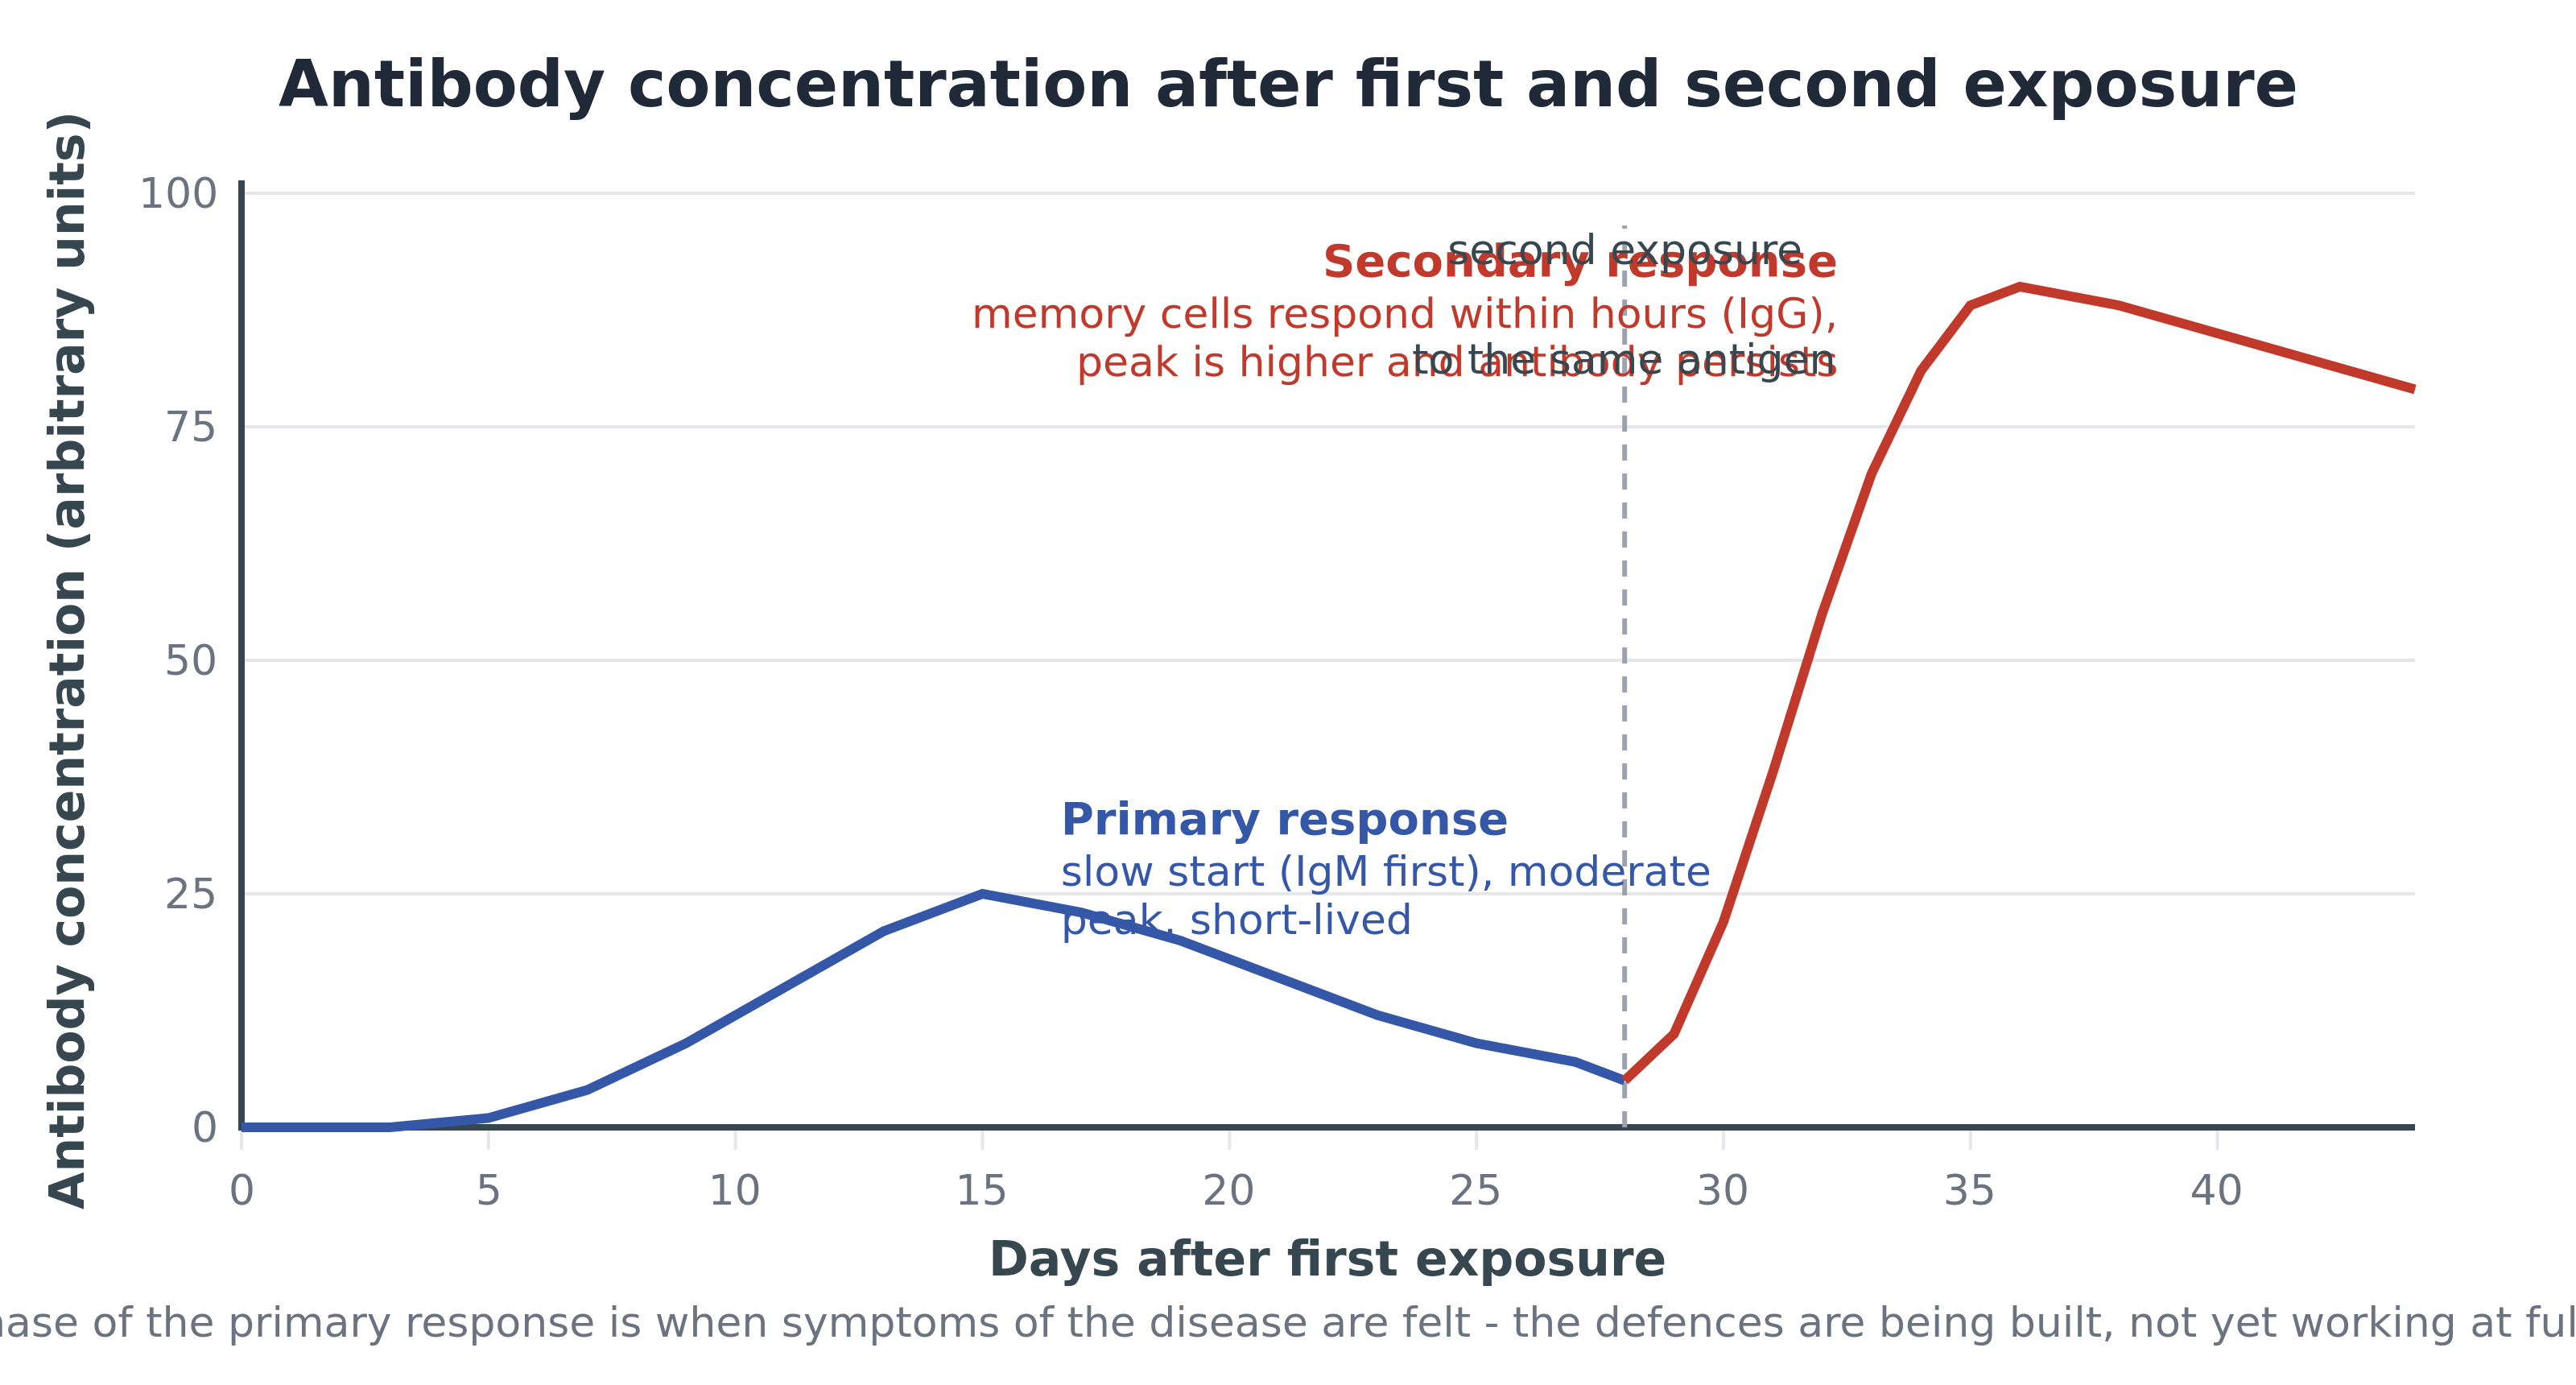 Antibody concentration after first and second exposure
Antibody concentration (arbitrary units)
100
75
50
25
0
second exposure
to the same antigen
Secondary response
memory cells respond within hours (IgG),
peak is higher and antibody persists
Primary response
slow start (IgM first), moderate
peak, short-lived
0 5 10 15 20 25 30 35 40
Days after first exposure
of the primary response is when symptoms of the disease are felt - the defences are being built, not yet working at